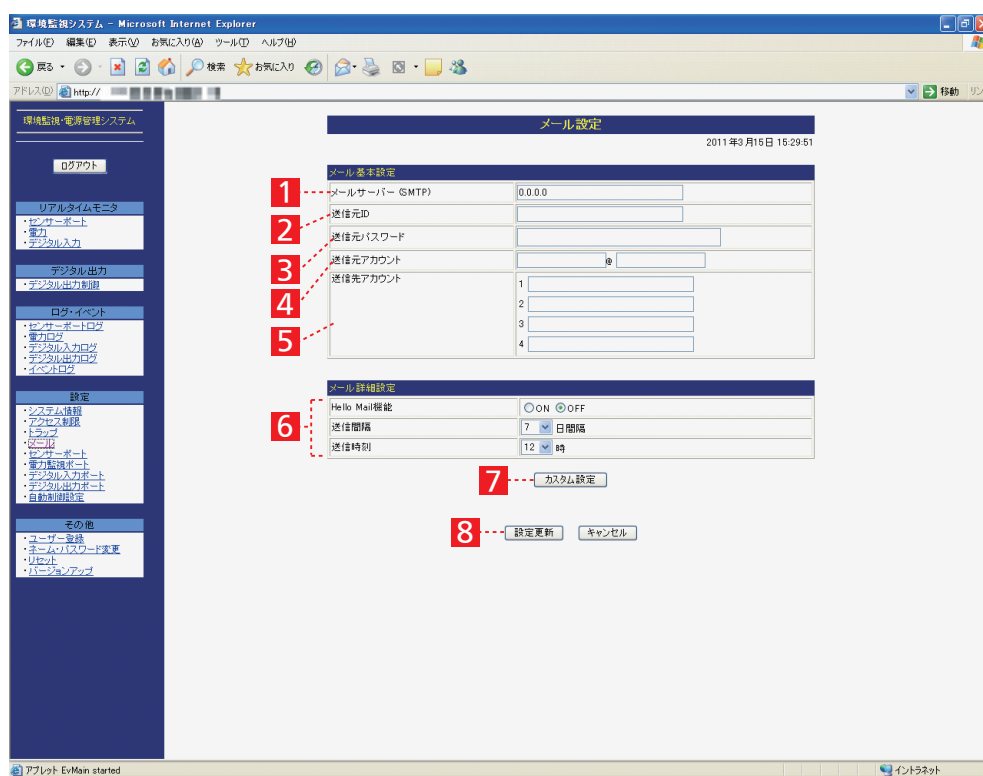 環境監視システム - Microsoft Internet Explorer
ファイル(F) 編集(E) 表示(V) お気に入り(A) ツール(T) ヘルプ(H)
戻る 検索 お気に入り
アドレス(D) http:// 移動
環境監視・電源管理システム
ログアウト
リアルタイムモニタ
・センサーポート
・電力
・デジタル入力
デジタル出力
・デジタル出力制御
ログ・イベント
・センサーポートログ
・電力ログ
・デジタル入力ログ
・デジタル出力ログ
・イベントログ
設定
・システム情報
・アクセス制限
・トラップ
・メール
・センサーポート
・電力監視ポート
・デジタル入力ポート
・デジタル出力ポート
・自動制御設定
その他
・ユーザー登録
・ネーム・パスワード変更
・リセット
・バージョンアップ
メール設定
2011年3月15日 15:29:51
メール基本設定
1 メールサーバー (SMTP) 0.0.0.0
2 送信元ID
3 送信元パスワード
4 送信元アカウント @
5 送信先アカウント 1
2
3
4
メール詳細設定
Hello Mail機能 ON OFF
6 送信間隔 7 日間隔
送信時刻 12 時
7 カスタム設定
8 設定更新 キャンセル
アプレット EvMain started イントラネット